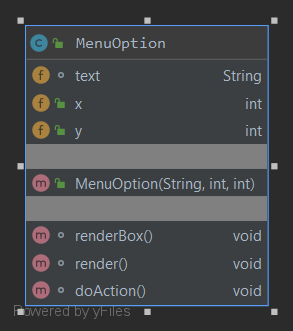 MenuOption
text String
x int
y int
MenuOption(String, int, int)
renderBox() void
render() void
doAction() void
Powered by yFiles